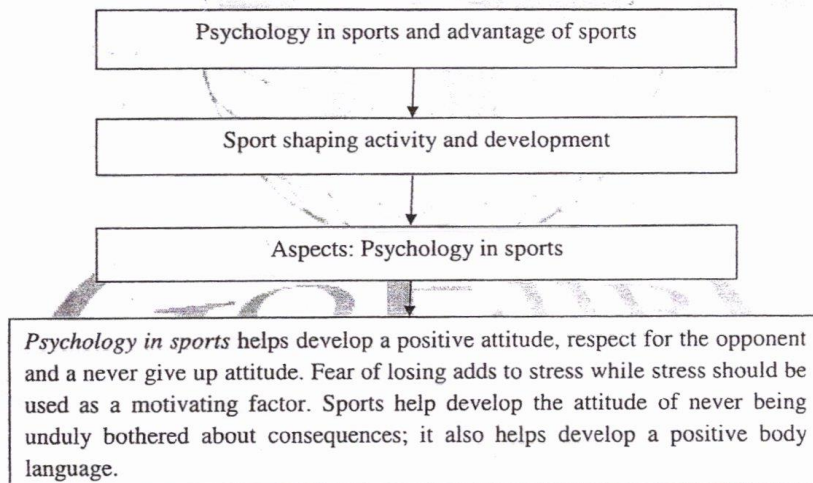 Psychology in sports and advantage of sports
Sport shaping activity and development
Aspects: Psychology in sports
Psychology in sports helps develop a positive attitude, respect for the opponent
and a never give up attitude. Fear of losing adds to stress while stress should be
used as a motivating factor. Sports help develop the attitude of never being
unduly bothered about consequences; it also helps develop a positive body
language.